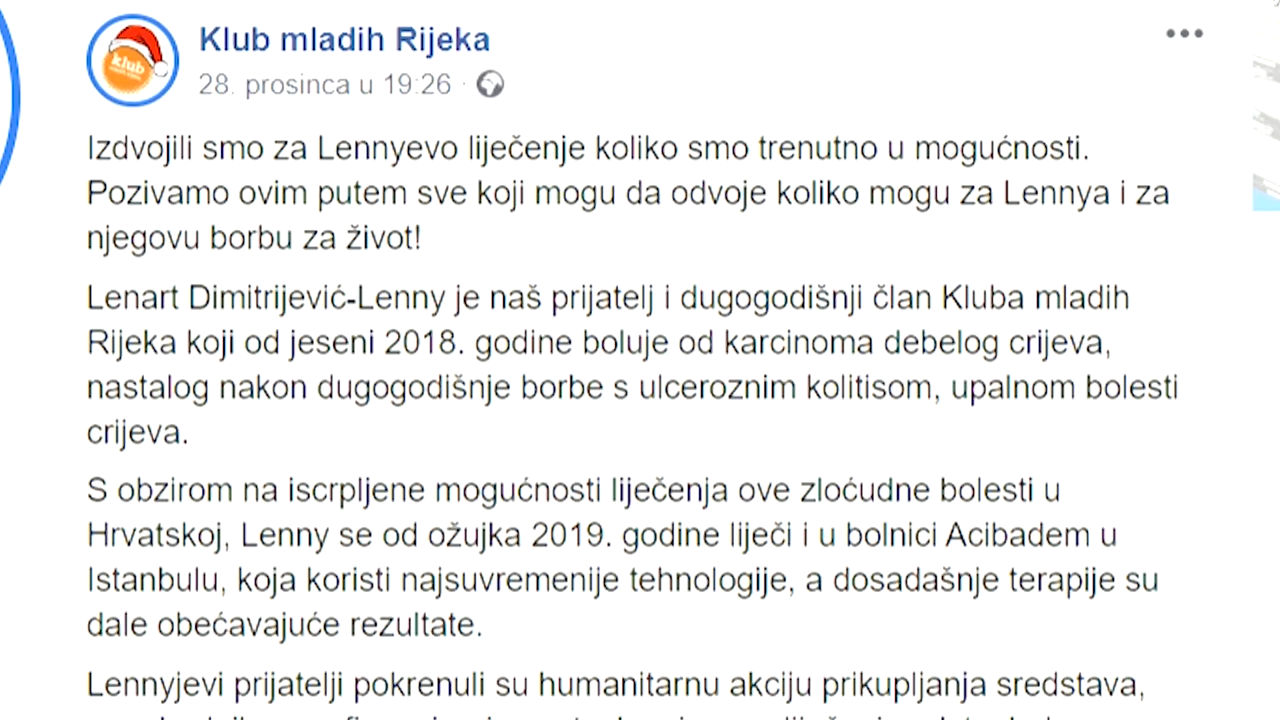 Klub mladih Rijeka
28. prosinca u 19:26 ·
klub
Izdvojili smo za Lennyevo liječenje koliko smo trenutno u mogućnosti.
Pozivamo ovim putem sve koji mogu da odvoje koliko mogu za Lennya i za
njegovu borbu za život!
Lenart Dimitrijević-Lenny je naš prijatelj i dugogodišnji član Kluba mladih
Rijeka koji od jeseni 2018. godine boluje od karcinoma debelog crijeva,
nastalog nakon dugogodišnje borbe s ulceroznim kolitisom, upalnom bolesti
crijeva.
S obzirom na iscrpljene mogućnosti liječenja ove zloćudne bolesti u
Hrvatskoj, Lenny se od ožujka 2019. godine liječi i u bolnici Acibadem u
Istanbulu, koja koristi najsuvremenije tehnologije, a dosadašnje terapije su
dale obećavajuće rezultate.
Lennyjevi prijatelji pokrenuli su humanitarnu akciju prikupljanja sredstava,